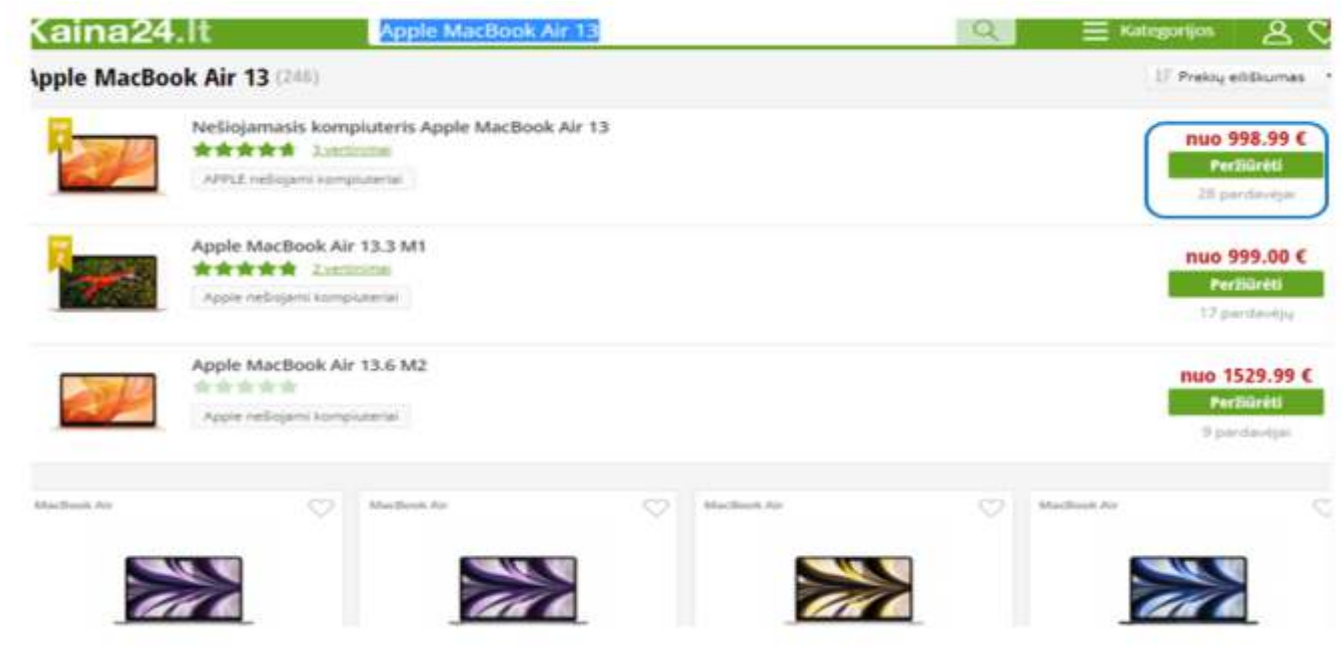 Kaina24.lt
Apple MacBook Air 13
Kategorijos
Apple MacBook Air 13 (246)
Prekių eiliškumas
Nešiojamasis kompiuteris Apple MacBook Air 13
3 vertinimai
APPLE nešiojami kompiuteriai
nuo 998.99 €
Peržiūrėti
28 pardavėjai
Apple MacBook Air 13.3 M1
2 vertinimai
Apple nešiojami kompiuteriai
nuo 999.00 €
Peržiūrėti
17 pardavėjų
Apple MacBook Air 13.6 M2
Apple nešiojami kompiuteriai
nuo 1529.99 €
Peržiūrėti
9 pardavėjai
MacBook Air
MacBook Air
MacBook Air
MacBook Air